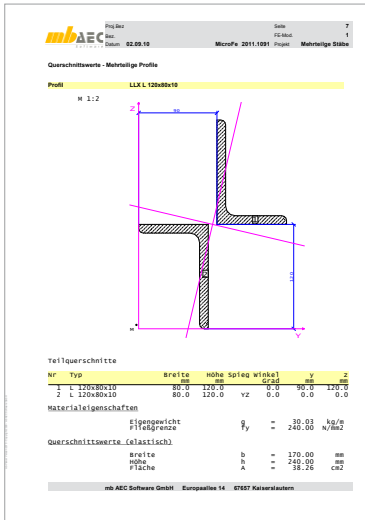 mbAEC
Software
Proj.Bez Seite 7
Bez. FE-Mod. 1
Datum 02.09.10 MicroFe 2011.1091 Projekt Mehrteilige Stäbe
Querschnittswerte - Mehrteilige Profile
Profil LLX L 120x80x10
M 1:2
Z
90
120
M
Y
Teilquerschnitte
Nr Typ Breite Höhe Spieg Winkel y z
mm mm Grad mm mm
1 L 120x80x10 80.0 120.0 0.0 90.0 120.0
2 L 120x80x10 80.0 120.0 YZ 0.0 0.0 0.0
Materialeigenschaften
Eigengewicht g = 30.03 kg/m
Fließgrenze fy = 240.00 N/mm2
Querschnittswerte (elastisch)
Breite b = 170.00 mm
Höhe h = 240.00 mm
Fläche A = 38.26 cm2
mb AEC Software GmbH Europaallee 14 67657 Kaiserslautern